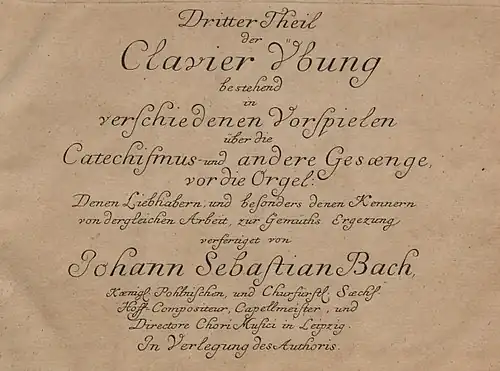 Dritter Theil
der
Clavier Übung
bestehend
in
verschiedenen Vorspielen
über die
Catechismus- und andere Gesænge,
vor die Orgel:
Denen Liebhabern, und besonders denen Kennern
von dergleichen Arbeit, zur Gemüths Ergezung
verfertiget von
Johann Sebastian Bach,
Kœnigl. Pohlnischen, und Churfürstl. Sæchs.
Hoff-Compositeur, Capellmeister, und
Directore Chori Musici in Leipzig.
In Verlegung des Authoris.